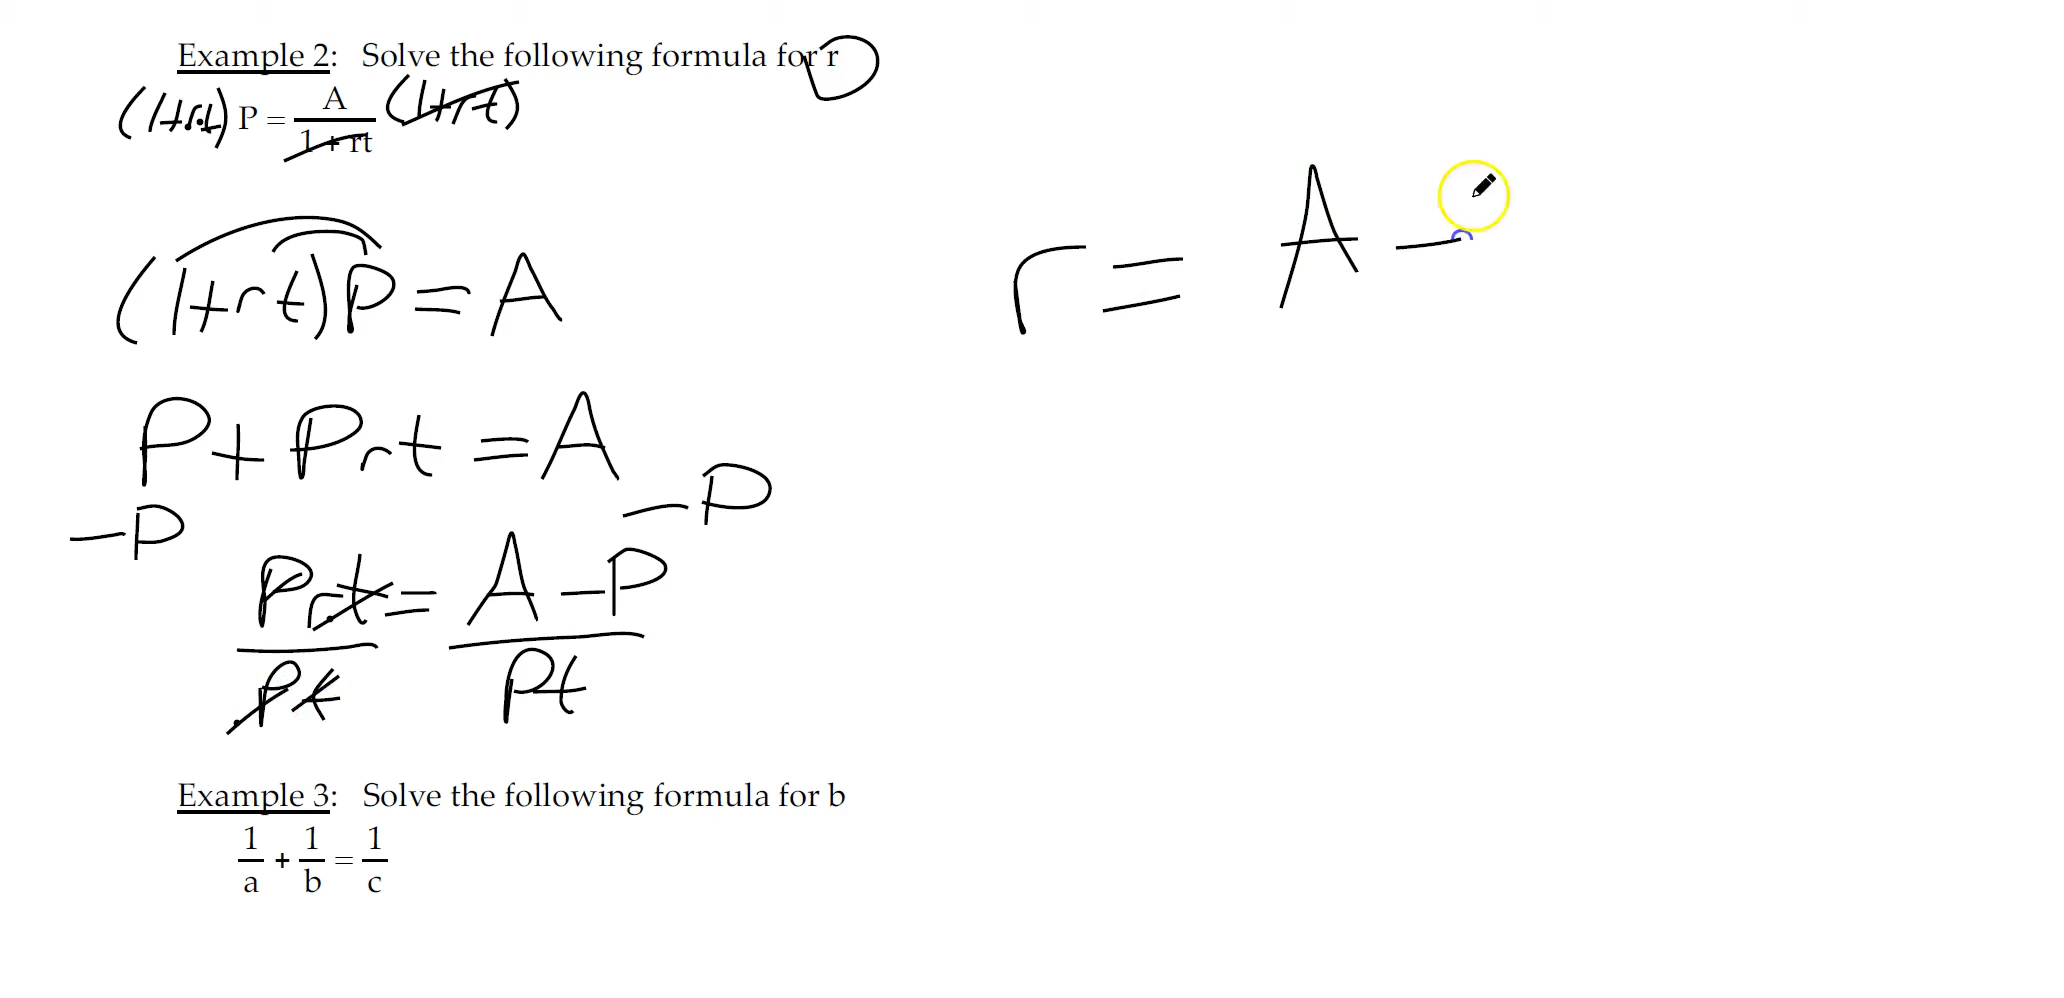 Example 2: Solve the following formula for r
(1+rt) P = A / 1 + rt (1+rt)
(1+rt)P = A
P + Prt = A
-P -P
Prt = A - P
Pt Pt
r = A -
Example 3: Solve the following formula for b
1/a + 1/b = 1/c